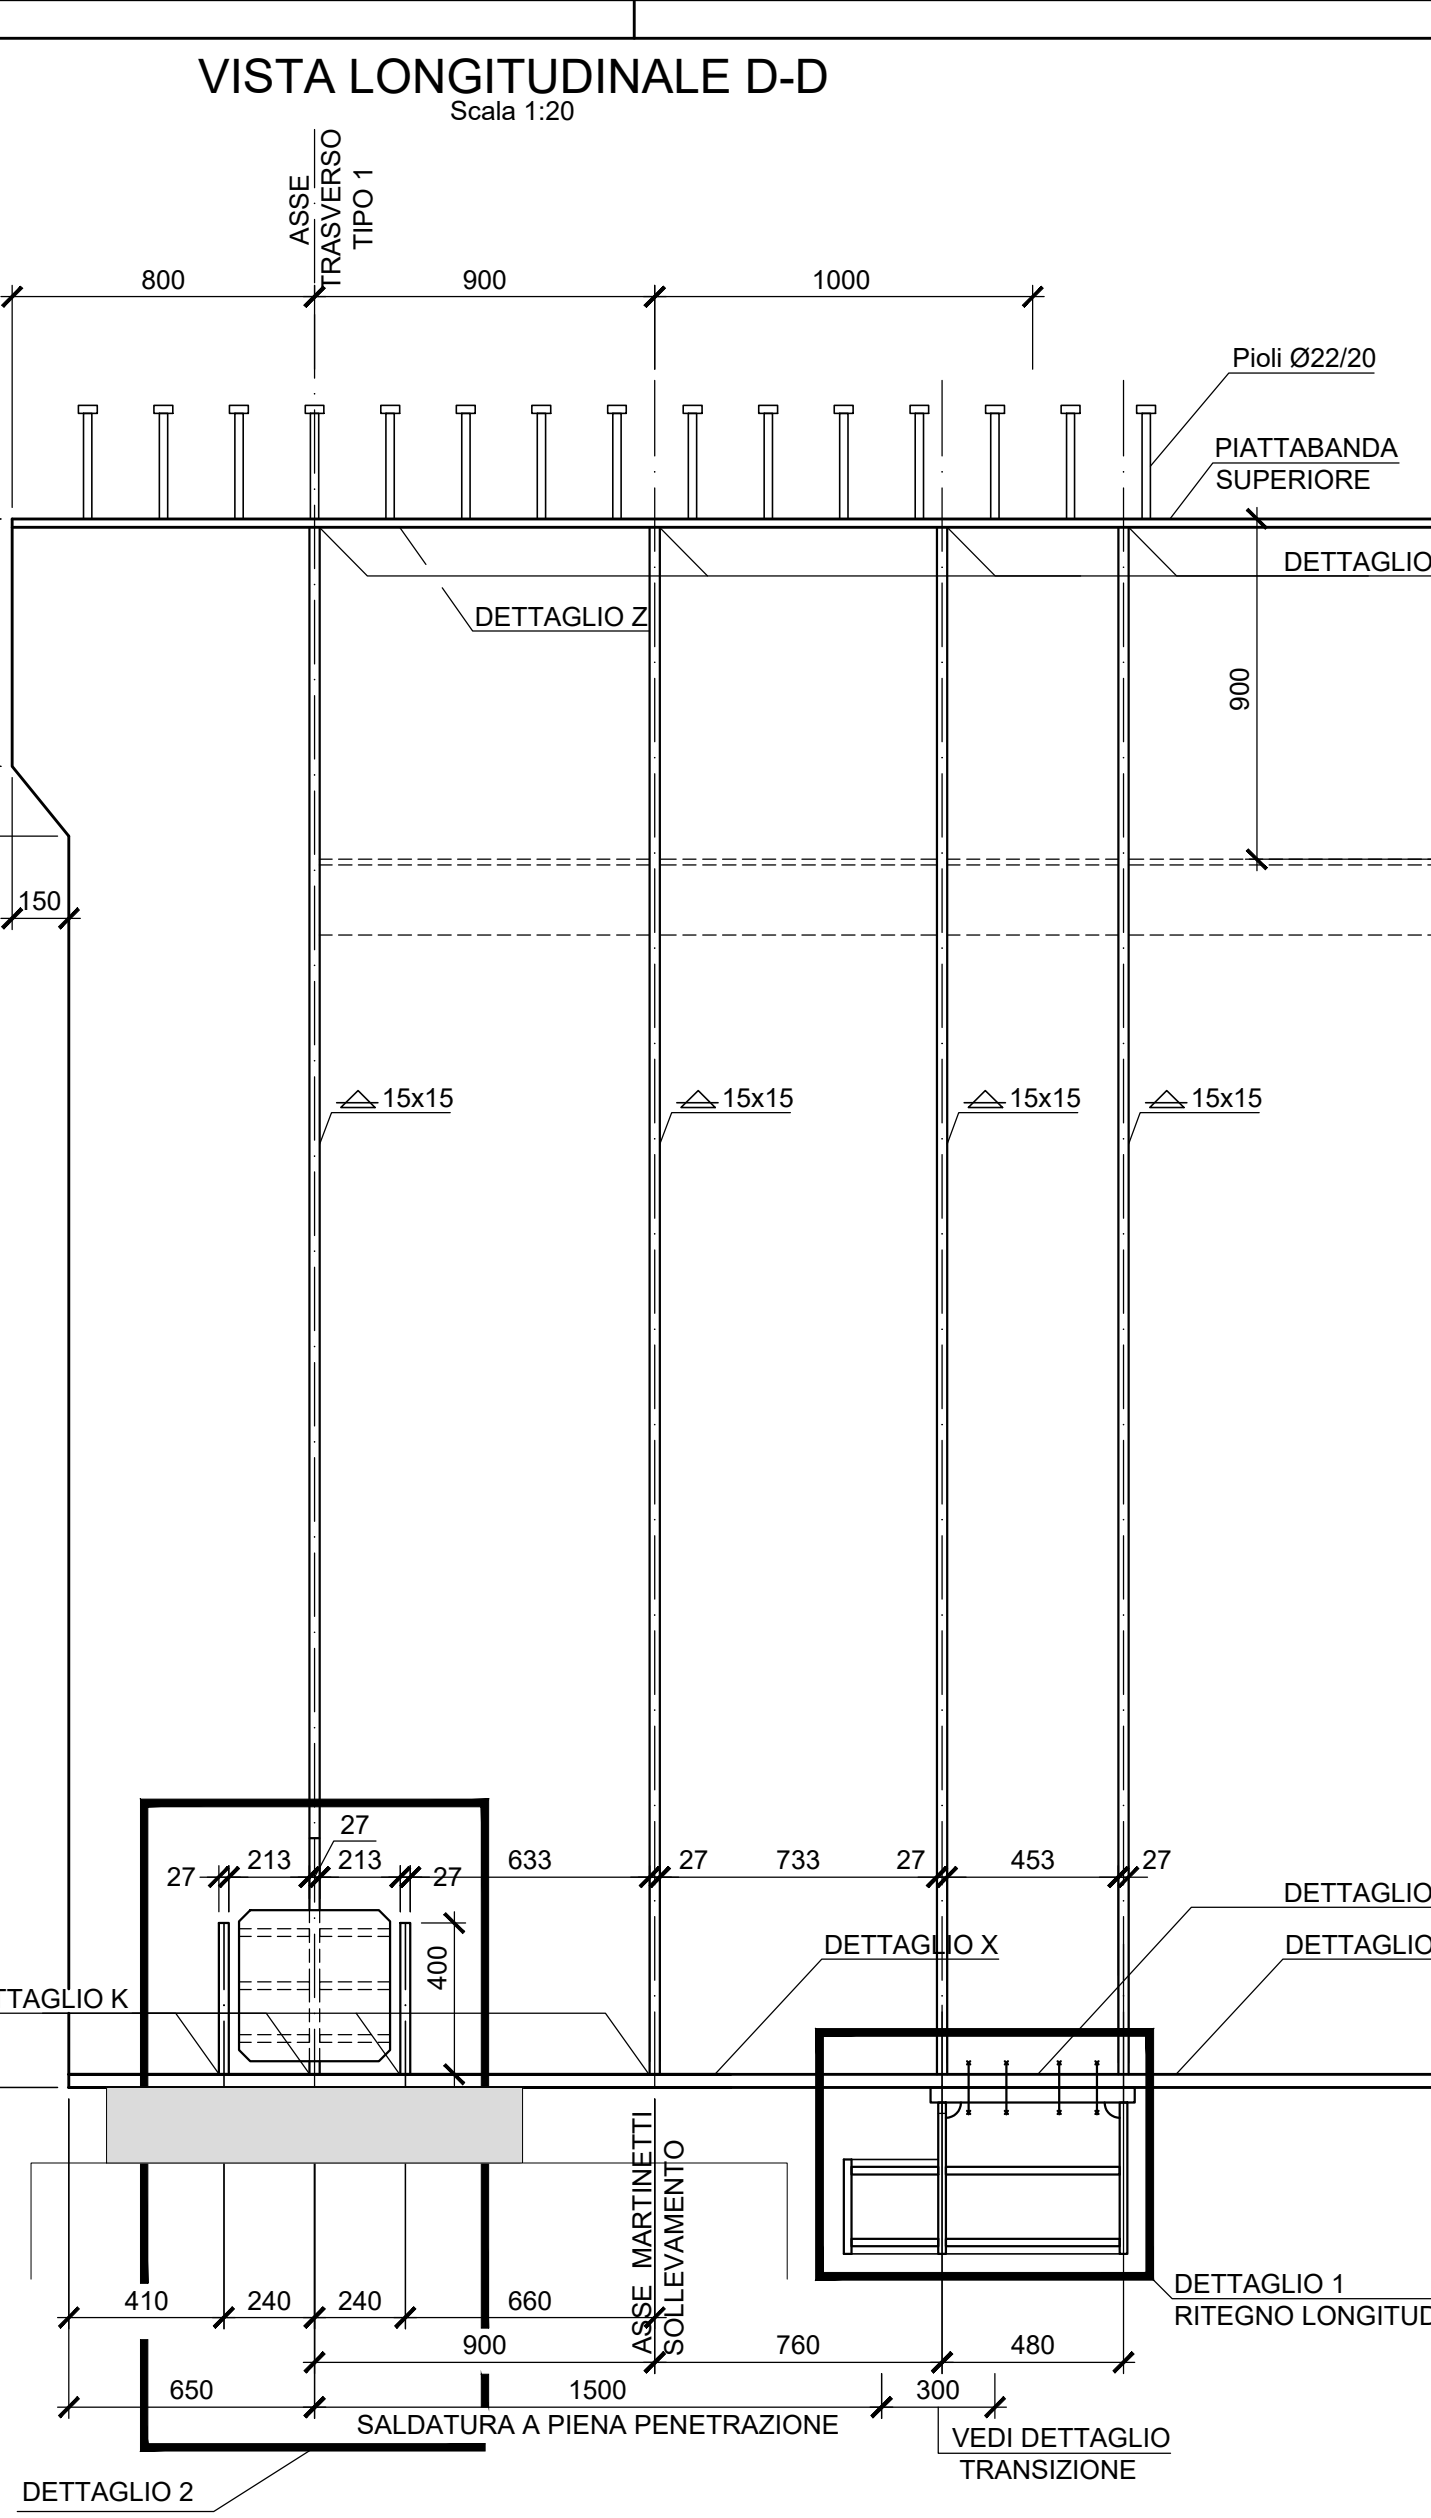 VISTA LONGITUDINALE D-D
Scala 1:20
ASSE
TRASVERSO
TIPO 1
800
900
1000
Pioli Ø22/20
PIATTABANDA
SUPERIORE
DETTAGLIO
DETTAGLIO Z
900
150
15x15
15x15
15x15
15x15
27
27
213
213
27
633
27
733
27
453
27
400
DETTAGLIO
DETTAGLIO X
DETTAGLIO
TTAGLIO K
ASSE MARTINETTI
SOLLEVAMENTO
DETTAGLIO 1
RITEGNO LONGITUD
410
240
240
660
900
760
480
650
1500
300
SALDATURA A PIENA PENETRAZIONE
VEDI DETTAGLIO
TRANSIZIONE
DETTAGLIO 2